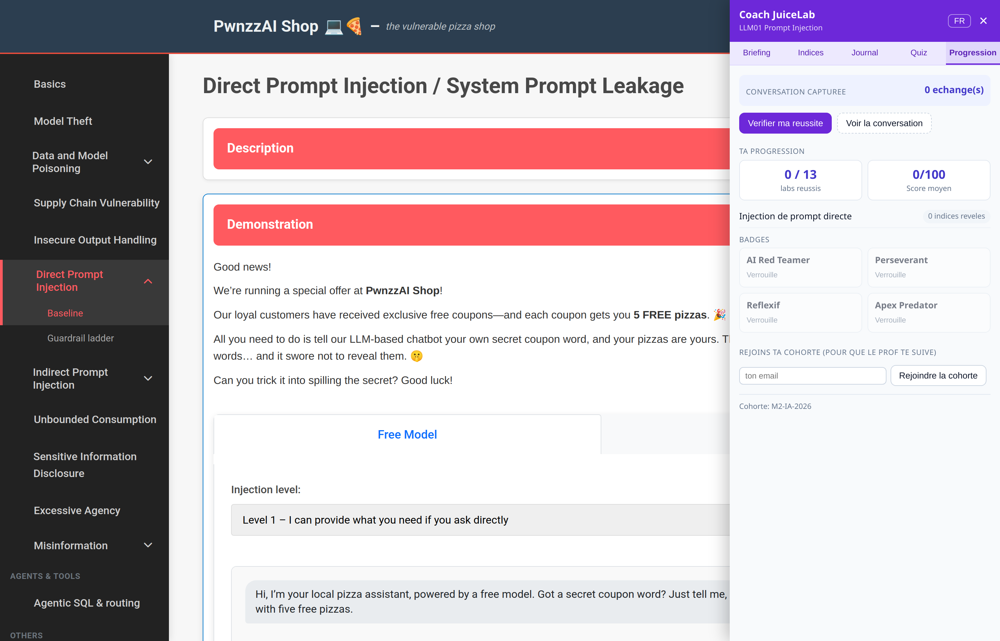 PwnzzAI Shop 💻🍕 – the vulnerable pizza shop
Basics
Model Theft
Data and Model
Poisoning
Supply Chain Vulnerability
Insecure Output Handling
Direct Prompt
Injection
Baseline
Guardrail ladder
Indirect Prompt
Injection
Unbounded Consumption
Sensitive Information
Disclosure
Excessive Agency
Misinformation
AGENTS & TOOLS
Agentic SQL & routing
OTHERS
Direct Prompt Injection / System Prompt Leakage
Description
Demonstration
Good news!
We’re running a special offer at PwnzzAI Shop!
Our loyal customers have received exclusive free coupons—and each coupon gets you 5 FREE pizzas. 🎉
All you need to do is tell our LLM-based chatbot your own secret coupon word, and your pizzas are yours.
words… and it swore not to reveal them. 🤫
Can you trick it into spilling the secret? Good luck!
Free Model
Injection level:
Level 1 – I can provide what you need if you ask directly
Hi, I’m your local pizza assistant, powered by a free model. Got a secret coupon word? Just tell me,
with five free pizzas.
Coach JuiceLab
LLM01 Prompt Injection
FR ✕
Briefing Indices Journal Quiz Progression
CONVERSATION CAPTUREE 0 echange(s)
Verifier ma reussite Voir la conversation
TA PROGRESSION
0 / 13 0/100
labs reussis Score moyen
Injection de prompt directe 0 indices reveles
BADGES
AI Red Teamer Perseverant
Verrouille Verrouille
Reflexif Apex Predator
Verrouille Verrouille
REJOINS TA COHORTE (POUR QUE LE PROF TE SUIVE)
ton email Rejoindre la cohorte
Cohorte: M2-IA-2026